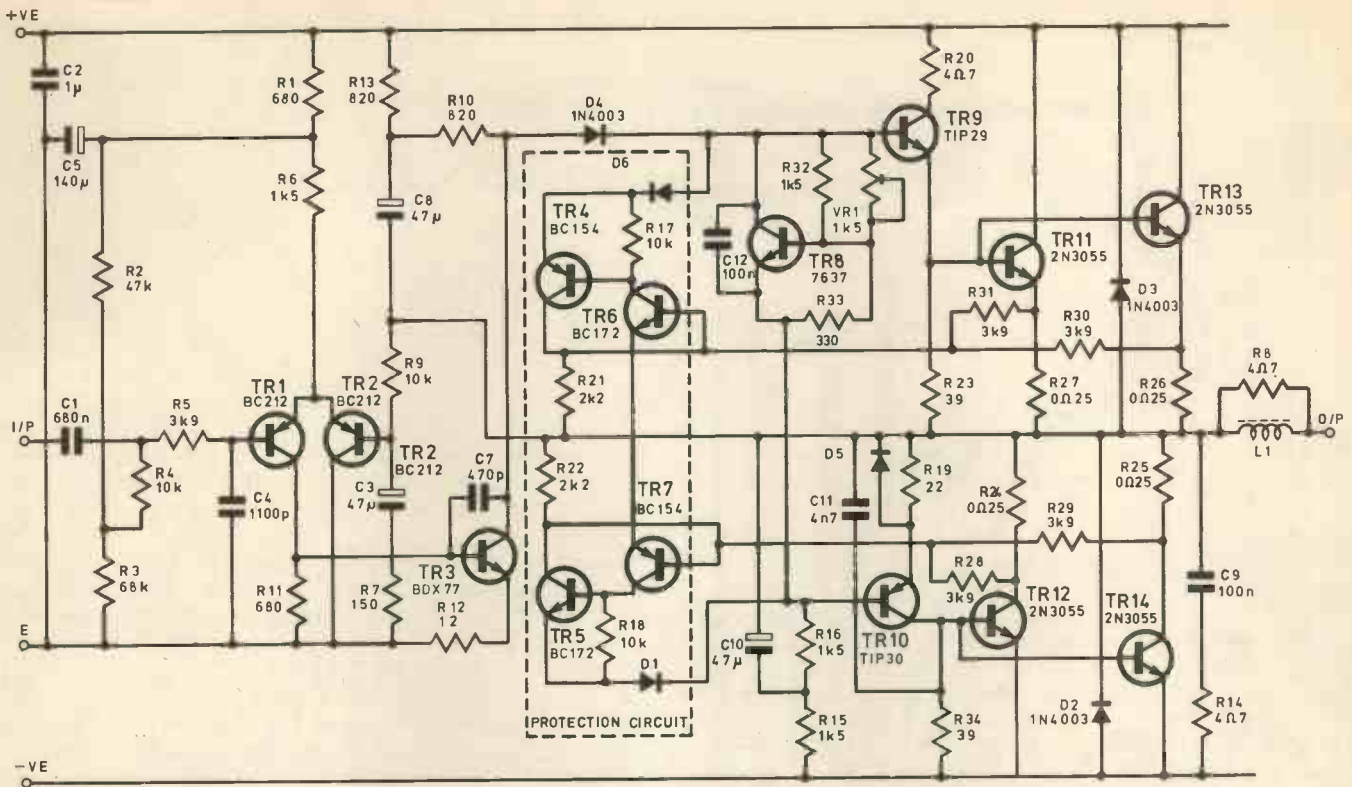 +VE
C2
1µ
R1
680
R13
820
R10
820
D4
1N4003
R20
4Ω7
TR9
TIP29
C5
140µ
R6
1k5
C8
47µ
D6
TR4
BC154
R17
10k
R32
1k5
VR1
1k5
TR13
2N3055
C12
100n
TR8
7637
TR11
2N3055
R2
47k
TR6
BC172
R33
330
R31
3k9
D3
1N4003
R30
3k9
R9
10k
R21
2k2
R23
39
R27
0Ω25
R26
0Ω25
R8
4Ω7
L1
O/P
I/P
C1
680n
R5
3k9
TR1
BC212
TR2
BC212
TR2
BC212
R4
10k
C4
1100p
C3
47µ
C7
470p
R22
2k2
TR7
BC154
C11
4n7
D5
R19
22
R24
0Ω25
R25
0Ω25
R29
3k9
R3
68k
R11
680
R7
150
TR3
BDX77
R12
12
R28
3k9
TR12
2N3055
TR14
2N3055
C9
100n
E
TR5
BC172
R18
10k
D1
C10
47µ
R16
1k5
TR10
TIP30
R15
1k5
R34
39
D2
1N4003
R14
4Ω7
PROTECTION CIRCUIT
-VE